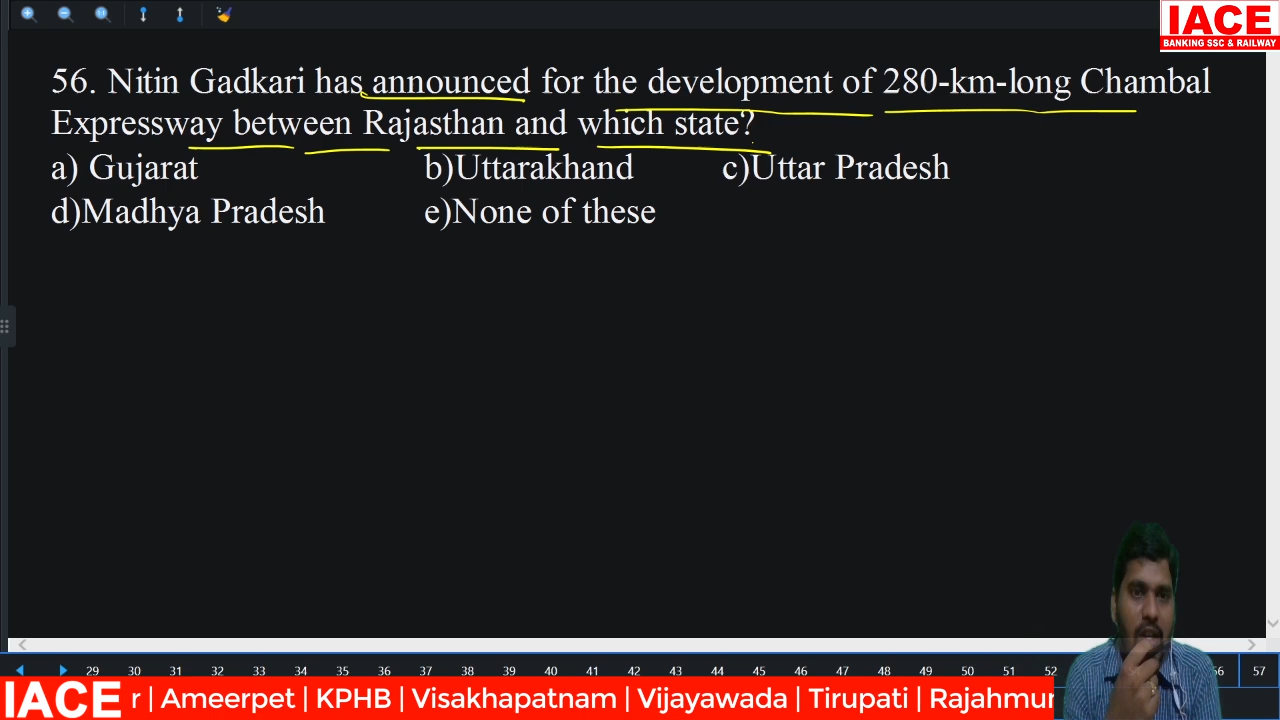 IACE
BANKING SSC & RAILWAY
56. Nitin Gadkari has announced for the development of 280-km-long Chambal
Expressway between Rajasthan and which state?
a) Gujarat b)Uttarakhand c)Uttar Pradesh
d)Madhya Pradesh e)None of these
29 30 31 32 33 34 35 36 37 38 39 40 41 42 43 44 45 46 47 48 49 50 51 52 56 57
IACE r | Ameerpet | KPHB | Visakhapatnam | Vijayawada | Tirupati | Rajahmun